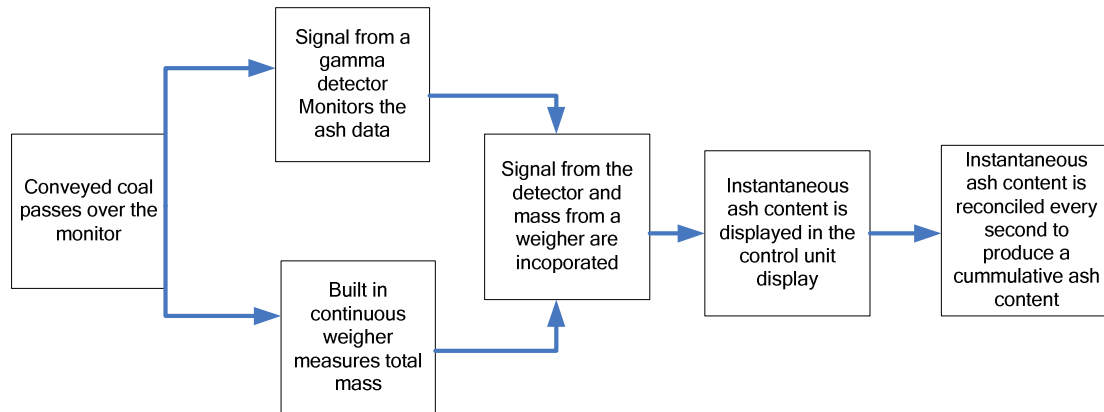 Conveyed coal
passes over the
monitor
Signal from a
gamma
detector
Monitors the
ash data
Built in
continuous
weigher
measures total
mass
Signal from the
detector and
mass from a
weigher are
incoporated
Instantaneous
ash content is
displayed in the
control unit
display
Instantaneous
ash content is
reconciled every
second to
produce a
cummulative ash
content